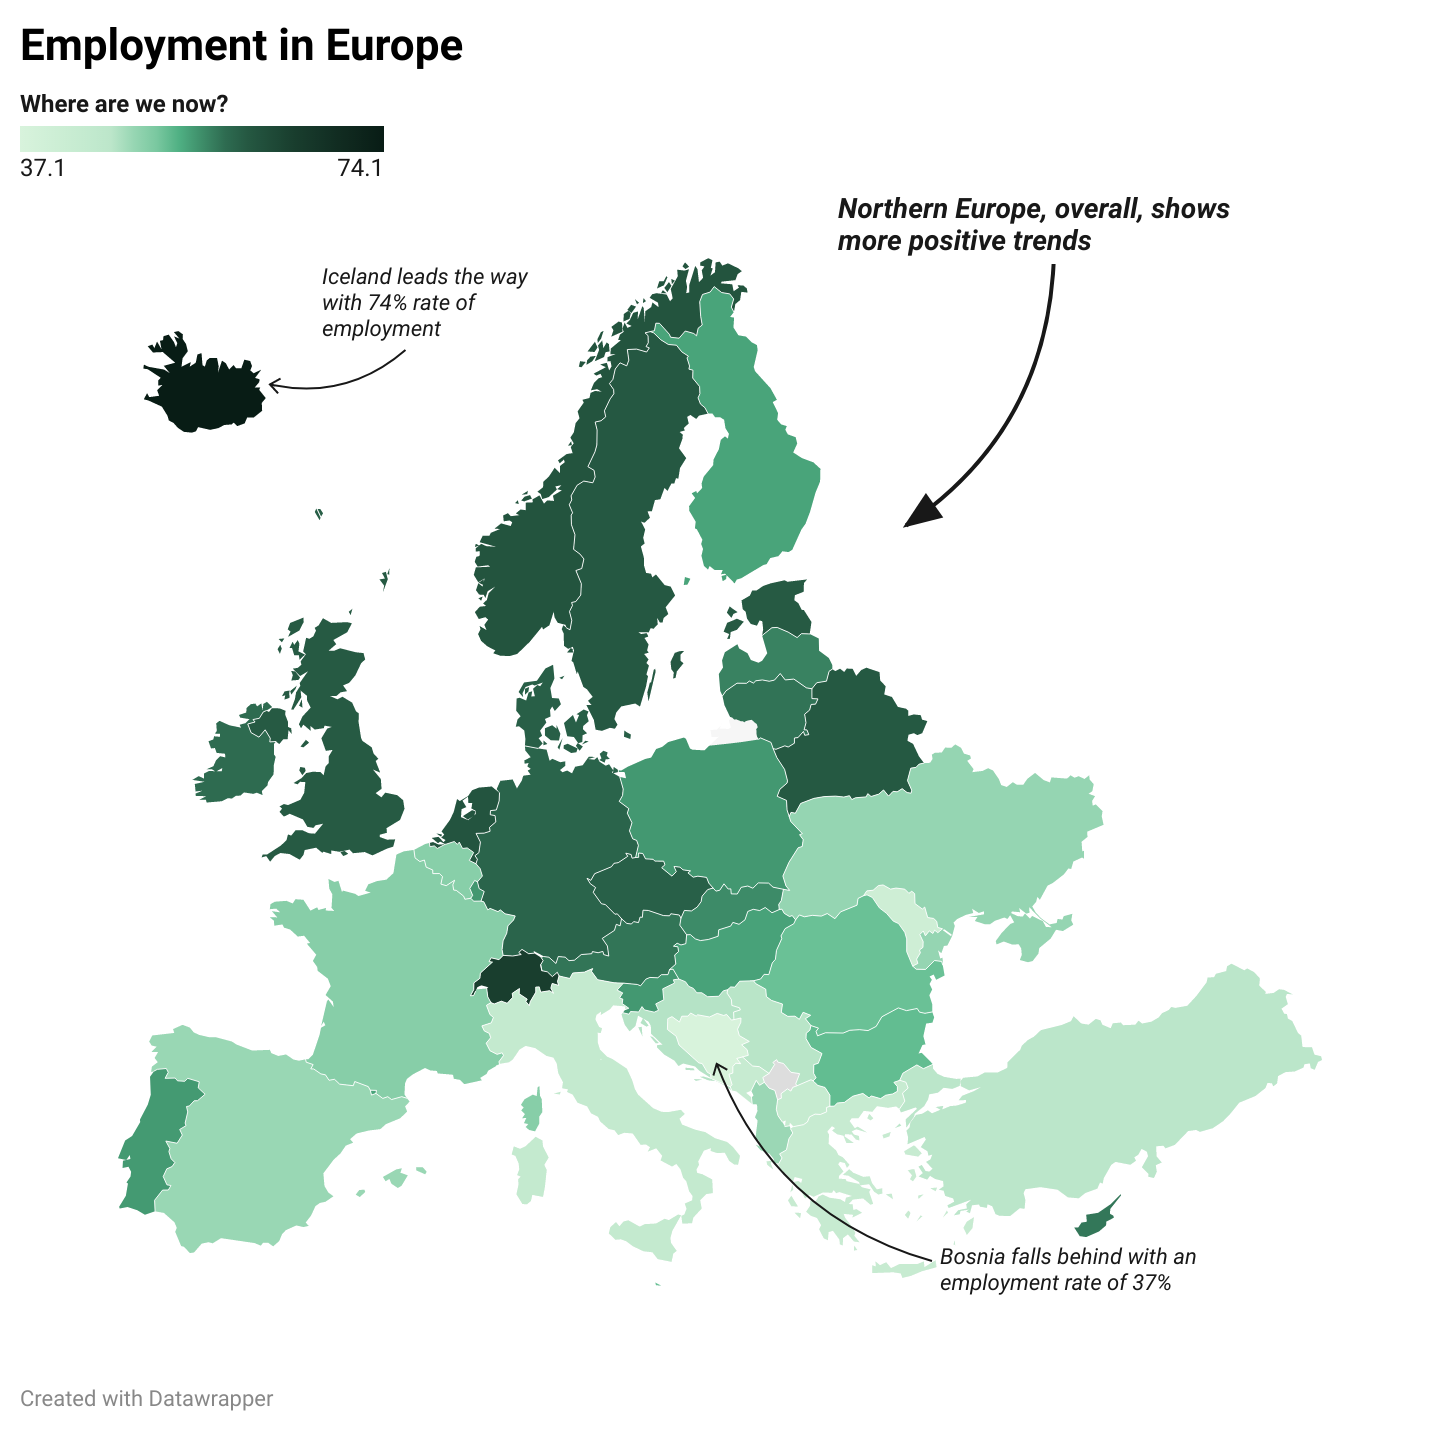 Employment in Europe
Where are we now?
37.1
74.1
Northern Europe, overall, shows
more positive trends
Iceland leads the way
with 74% rate of
employment
Bosnia falls behind with an
employment rate of 37%
Created with Datawrapper